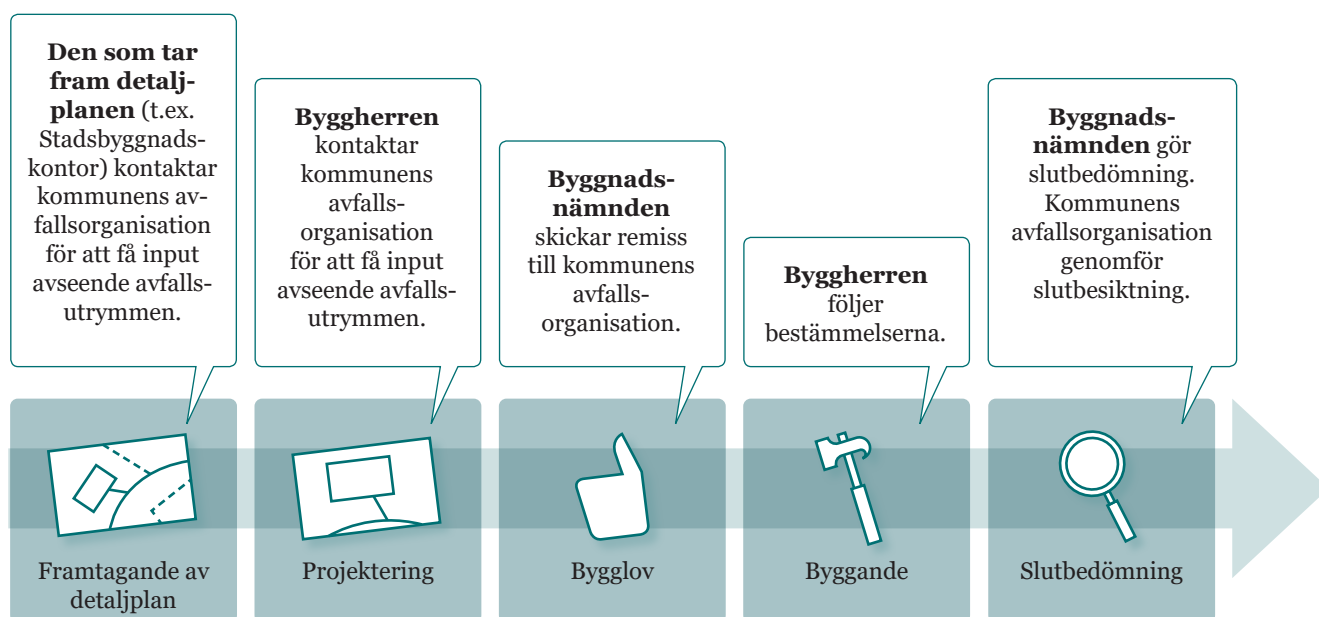 Den som tar
fram detalj-
planen (t.ex.
Stadsbyggnads-
kontor) kontaktar
kommunens av-
fallsorganisation
för att få input
avseende avfalls-
utrymmen.
Byggherren
kontaktar
kommunens
avfalls-
organisation
för att få input
avseende avfalls-
utrymmen.
Byggnads-
nämnden
skickar remiss
till kommunens
avfalls-
organisation.
Byggherren
följer
bestämmelserna.
Byggnads-
nämnden gör
slutbedömning.
Kommunens
avfallsorganisation
genomför
slutbesiktning.
Framtagande av
detaljplan
Projektering
Bygglov
Byggande
Slutbedömning